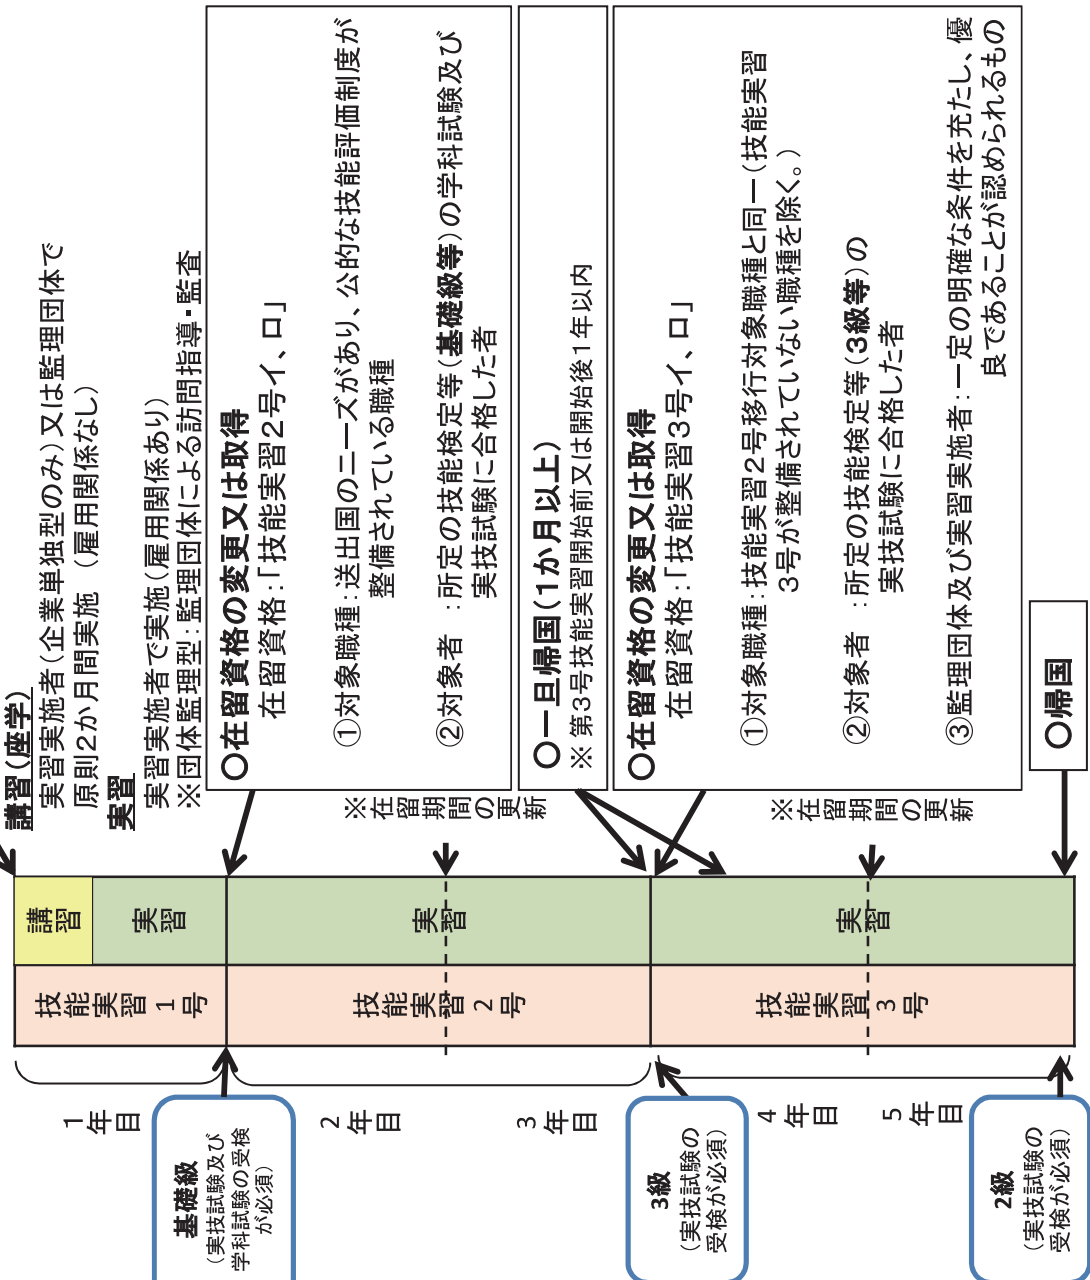 1年目
2年目
3年目
4年目
5年目
基礎級
（実技試験及び
学科試験の受検
が必須）
3級
（実技試験の
受検が必須）
2級
（実技試験の
受検が必須）
技能実習1号
技能実習2号
技能実習3号
講習
実習
実習
実習
講習（座学）
実習実施者（企業単独型のみ）又は監理団体で
原則２か月間実施　（雇用関係なし）
実習
実習実施者で実施（雇用関係あり）
※団体監理型：監理団体による訪問指導・監査
○在留資格の変更又は取得
在留資格：「技能実習２号イ、ロ」
①対象職種：送出国のニーズがあり、公的な技能評価制度が
整備されている職種
②対象者　：所定の技能検定等（基礎級等）の学科試験及び
実技試験に合格した者
※在留期間の更新
○一旦帰国（１か月以上）
※第３号技能実習開始前又は開始後１年以内
○在留資格の変更又は取得
在留資格：「技能実習３号イ、ロ」
①対象職種：技能実習２号移行対象職種と同一（技能実習
３号が整備されていない職種を除く。）
②対象者　：所定の技能検定等（３級等）の
実技試験に合格した者
③監理団体及び実習実施者：一定の明確な条件を充たし、優
良であることが認められるもの
※在留期間の更新
○帰国